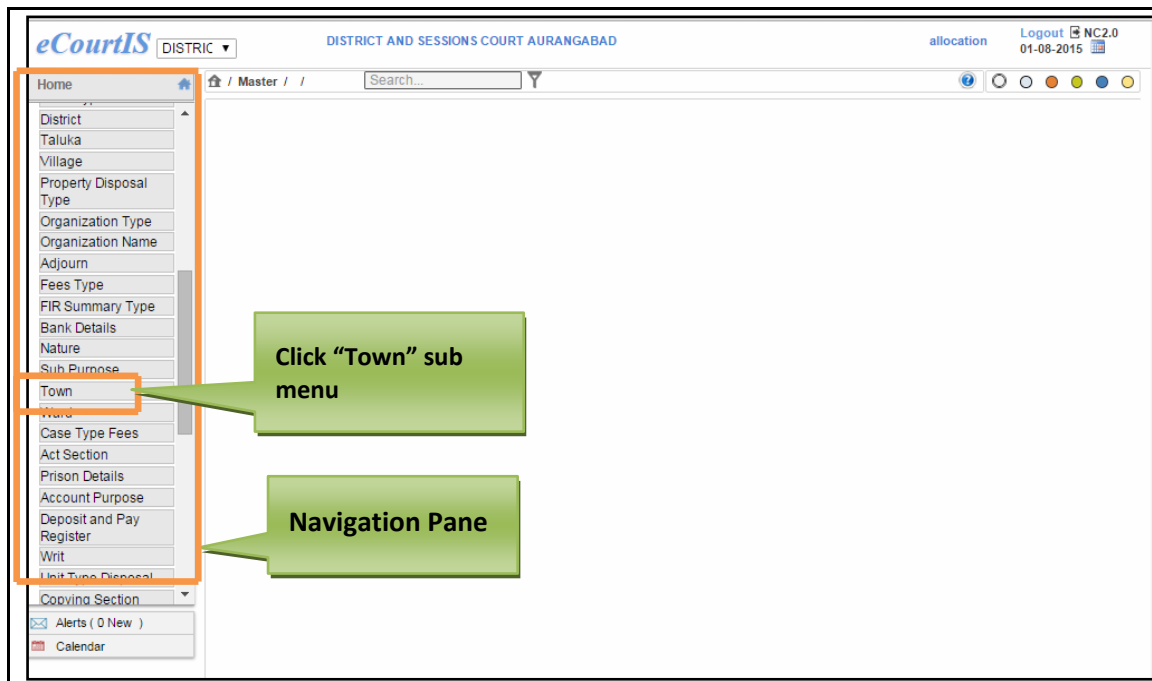 eCourtIS DISTRIC DISTRICT AND SESSIONS COURT AURANGABAD allocation Logout NC2.0
01-08-2015
Home / Master / / Search...
District
Taluka
Village
Property Disposal
Type
Organization Type
Organization Name
Adjourn
Fees Type
FIR Summary Type
Bank Details
Nature
Sub Purpose
Town
Ward
Case Type Fees
Act Section
Prison Details
Account Purpose
Deposit and Pay
Register
Writ
Unit Type Disposal
Copying Section
Alerts ( 0 New )
Calendar
Click “Town” sub
menu
Navigation Pane